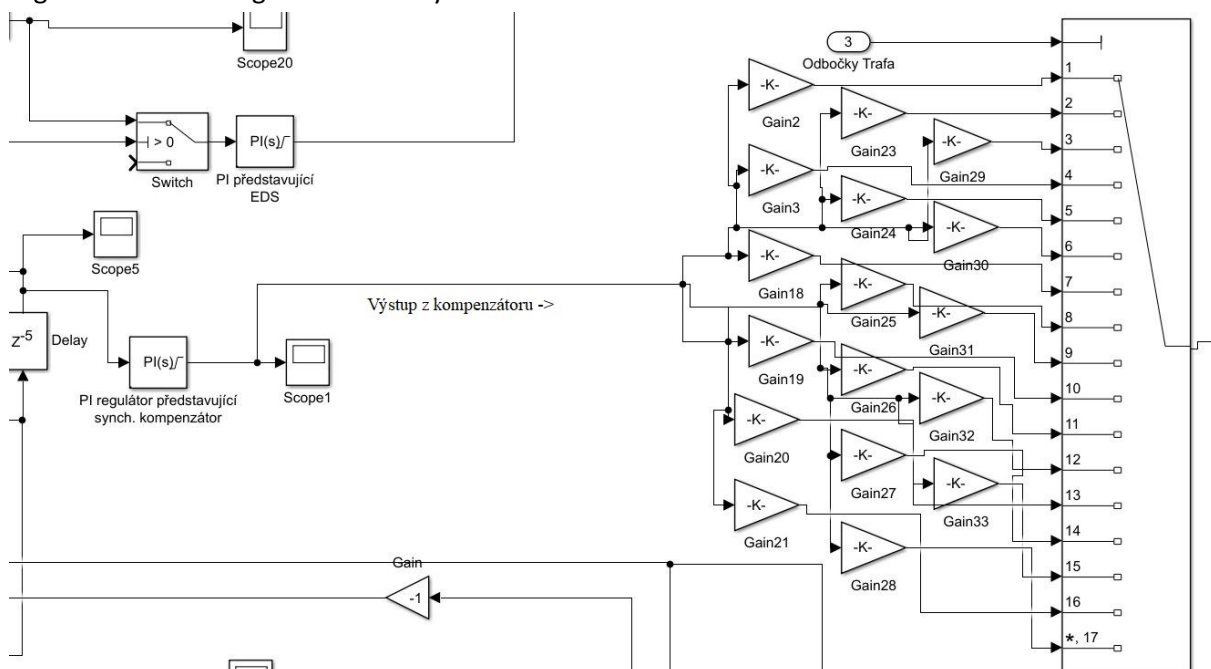 Scope20
3
Odbočky Trafa
1
-K-
Gain2
2
-K-
Gain23
> 0
Switch
PI(s)
PI představující
EDS
3
-K-
Gain29
4
-K-
Gain3
-K-
Gain24
5
-K-
Gain30
6
Scope5
-K-
Gain18
7
-K-
Gain25
8
-K-
Gain31
9
Výstup z kompenzátoru ->
Z-5
Delay
PI(s)
PI regulátor představující
synch. kompenzátor
Scope1
-K-
Gain19
-K-
Gain26
10
-K-
Gain32
11
-K-
Gain20
12
-K-
Gain27
13
-K-
Gain33
14
-K-
Gain21
-K-
Gain28
15
16
*, 17
Gain
-1